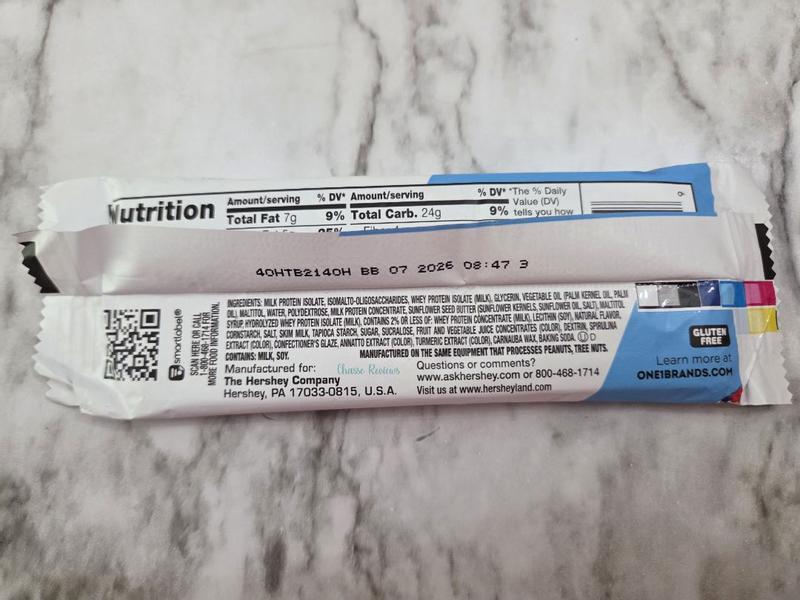 Nutrition
Amount/serving % DV*
Total Fat 7g 9%
Amount/serving % DV*
Total Carb. 24g 9%
*The % Daily
Value (DV)
tells you how
40HTB2140H BB 07 2026 08:47 3
smartlabel®
SCAN HERE OR CALL
1-800-468-1714 FOR
MORE FOOD INFORMATION.
INGREDIENTS: MILK PROTEIN ISOLATE, ISOMALTO-OLIGOSACCHARIDES, WHEY PROTEIN ISOLATE (MILK), GLYCERIN, VEGETABLE OIL (PALM KERNEL OIL, PALM
OIL), MALTITOL, WATER, POLYDEXTROSE, MILK PROTEIN CONCENTRATE, SUNFLOWER SEED BUTTER (SUNFLOWER KERNELS, SUNFLOWER OIL, SALT), MALTITOL
SYRUP, HYDROLYZED WHEY PROTEIN ISOLATE (MILK), CONTAINS 2% OR LESS OF: WHEY PROTEIN CONCENTRATE (MILK), LECITHIN (SOY), NATURAL FLAVOR,
CORNSTARCH, SALT, SKIM MILK, TAPIOCA STARCH, SUGAR, SUCRALOSE, FRUIT AND VEGETABLE JUICE CONCENTRATES (COLOR), DEXTRIN, SPIRULINA
EXTRACT (COLOR), CONFECTIONER'S GLAZE, ANNATTO EXTRACT (COLOR), TURMERIC EXTRACT (COLOR), CARNAUBA WAX, BAKING SODA. Ⓤ D
CONTAINS: MILK, SOY.
MANUFACTURED ON THE SAME EQUIPMENT THAT PROCESSES PEANUTS, TREE NUTS.
Manufactured for:
The Hershey Company
Hershey, PA 17033-0815, U.S.A.
Chasse Reviews
Questions or comments?
www.askhershey.com or 800-468-1714
Visit us at www.hersheyland.com
GLUTEN
FREE
Learn more at
ONE1BRANDS.COM